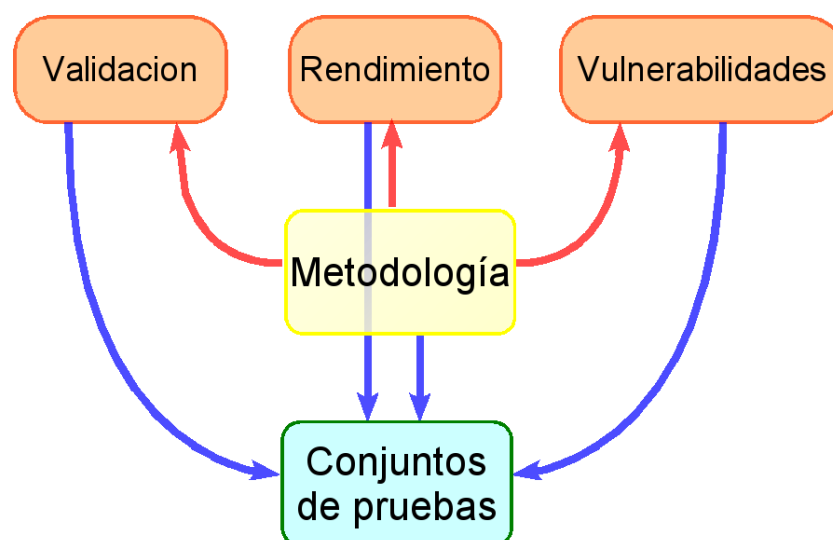 Validacion
Rendimiento
Vulnerabilidades
Metodología
Conjuntos
de pruebas